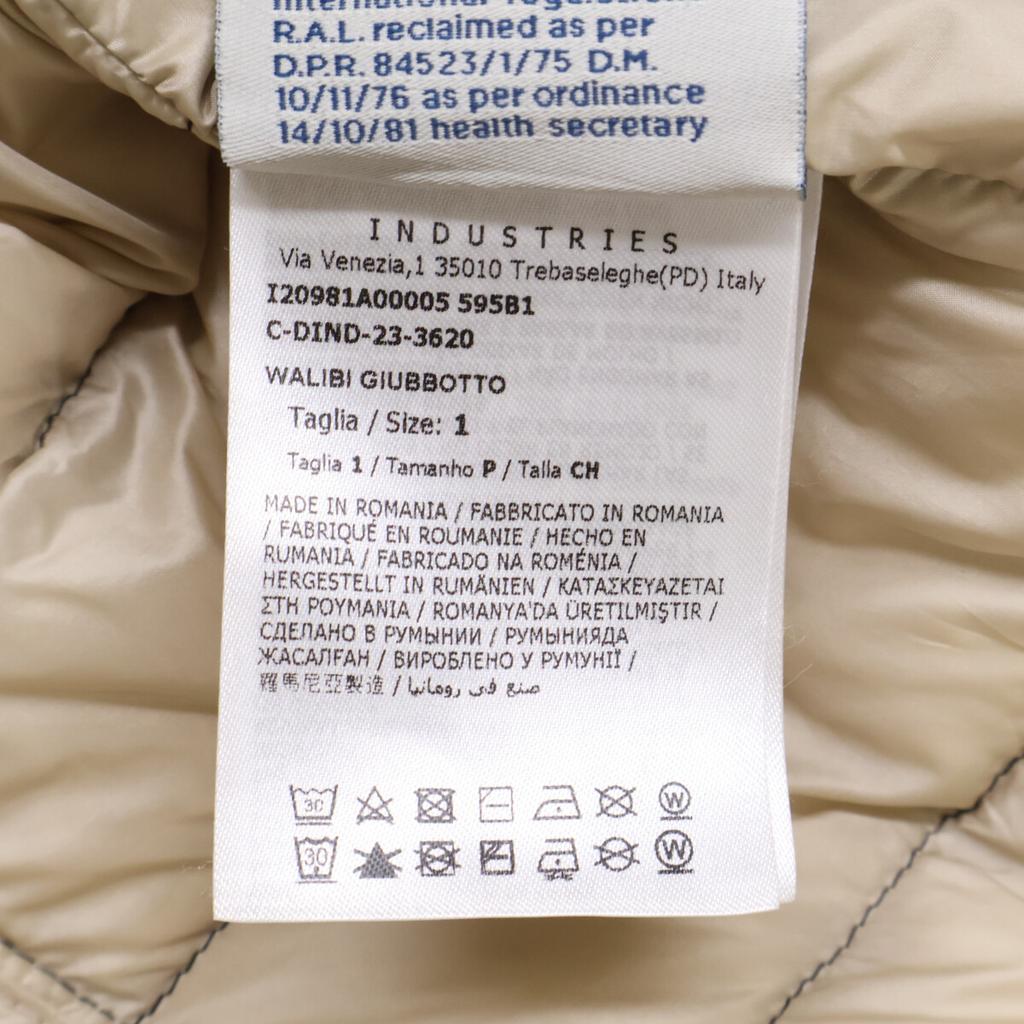 R.A.L. reclaimed as per
D.P.R. 84523/1/75 D.M.
10/11/76 as per ordinance
14/10/81 health secretary
INDUSTRIES
Via Venezia,1 35010 Trebaseleghe(PD) Italy
I20981A00005 595B1
C-DIND-23-3620
WALIBI GIUBBOTTO
Taglia / Size: 1
Taglia 1 / Tamanho P / Talla CH
MADE IN ROMANIA / FABBRICATO IN ROMANIA
/ FABRIQUÉ EN ROUMANIE / HECHO EN
RUMANIA / FABRICADO NA ROMÉNIA /
HERGESTELLT IN RUMÄNIEN / ΚΑΤΑΣΚΕΥΑΖΕΤΑΙ
ΣΤΗ ΡΟΥΜΑΝΙΑ / ROMANYA'DA ÜRETILMIŞTIR /
СДЕЛАНО В РУМЫНИИ / РУМЫНИЯДА
ЖАСАЛҒАН / ВИРОБЛЕНО У РУМУНІЇ /
羅馬尼亞製造 / صنع في رومانيا
30 W
30 W